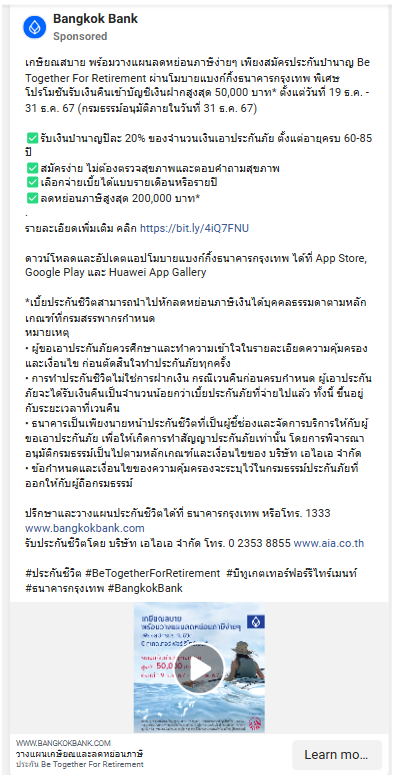 Bangkok Bank
Sponsored
เกษียณสบาย พร้อมวางแผนลดหย่อนภาษีง่ายๆ เพียงสมัครประกันบำนาญ Be
Together For Retirement ผ่านโมบายแบงก์กิ้งธนาคารกรุงเทพ พิเศษ
โปรโมชันรับเงินคืนเข้าบัญชีเงินฝากสูงสุด 50,000 บาท* ตั้งแต่วันที่ 19 ธ.ค. -
31 ธ.ค. 67 (กรมธรรม์อนุมัติภายในวันที่ 31 ธ.ค. 67)
✅รับเงินบำนาญปีละ 20% ของจำนวนเงินเอาประกันภัย ตั้งแต่อายุครบ 60-85
ปี
✅สมัครง่าย ไม่ต้องตรวจสุขภาพและตอบคำถามสุขภาพ
✅เลือกจ่ายเบี้ยได้แบบรายเดือนหรือรายปี
✅ลดหย่อนภาษีสูงสุด 200,000 บาท*
.
รายละเอียดเพิ่มเติม คลิก https://bit.ly/4iQ7FNU
ดาวน์โหลดและอัปเดตแอปโมบายแบงก์กิ้งธนาคารกรุงเทพ ได้ที่ App Store,
Google Play และ Huawei App Gallery
*เบี้ยประกันชีวิตสามารถนำไปหักลดหย่อนภาษีเงินได้บุคคลธรรมดาตามหลัก
เกณฑ์ที่กรมสรรพากรกำหนด
หมายเหตุ
• ผู้ขอเอาประกันภัยควรศึกษาและทำความเข้าใจในรายละเอียดความคุ้มครอง
และเงื่อนไข ก่อนตัดสินใจทำประกันภัยทุกครั้ง
• การทำประกันชีวิตไม่ใช่การฝากเงิน กรณีเวนคืนก่อนครบกำหนด ผู้เอาประกัน
ภัยจะได้รับเงินคืนเป็นจำนวนน้อยกว่าเบี้ยประกันภัยที่จ่ายไปแล้ว ทั้งนี้ ขึ้นอยู่
กับระยะเวลาที่เวนคืน
• ธนาคารเป็นเพียงนายหน้าประกันชีวิตที่เป็นผู้ชี้ช่องและจัดการบริการให้กับผู้
ขอเอาประกันภัย เพื่อให้เกิดการทำสัญญาประกันภัยเท่านั้น โดยการพิจารณา
อนุมัติกรมธรรม์เป็นไปตามหลักเกณฑ์และเงื่อนไขของ บริษัท เอไอเอ จำกัด
• ข้อกำหนดและเงื่อนไขของความคุ้มครองจะระบุไว้ในกรมธรรม์ประกันภัยที่
ออกให้กับผู้ถือกรมธรรม์
ปรึกษาและวางแผนประกันชีวิตได้ที่ ธนาคารกรุงเทพ หรือโทร. 1333
www.bangkokbank.com
รับประกันชีวิตโดย บริษัท เอไอเอ จำกัด โทร. 0 2353 8855 www.aia.co.th
#ประกันชีวิต #BeTogetherForRetirement #บีทูเกตเทอร์ฟอร์รีไทร์เมนท์
#ธนาคารกรุงเทพ #BangkokBank
เกษียณสบาย
พร้อมวางแผนลดหย่อนภาษีง่ายๆ
50,000
WWW.BANGKOKBANK.COM
วางแผนเกษียณและลดหย่อนภาษี
ประกัน Be Together For Retirement
Learn mo...